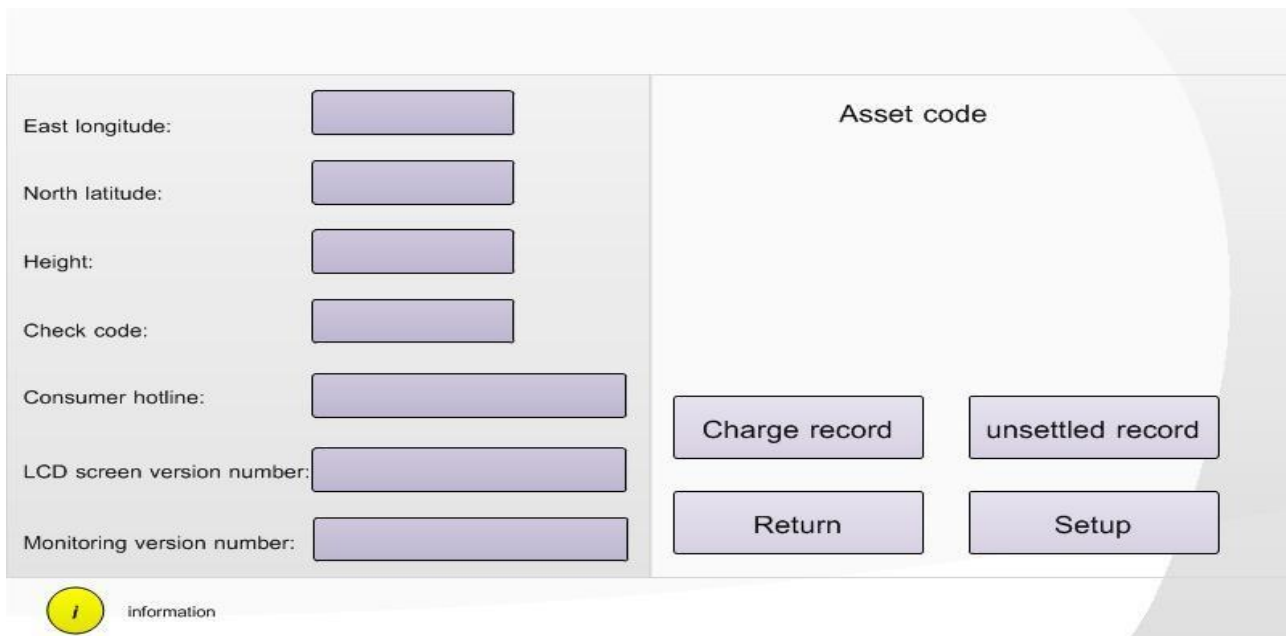 East longitude:
North latitude:
Height:
Check code:
Consumer hotline:
LCD screen version number:
Monitoring version number:
Asset code
Charge record
unsettled record
Return
Setup
i
information